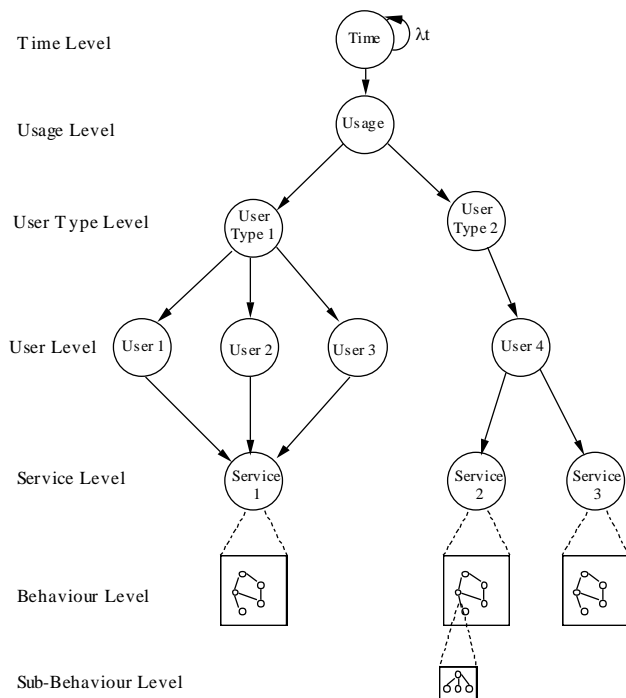 Time Level
Time
λt
Usage Level
Usage
User Type Level
User
Type 1
User
Type 2
User Level
User 1
User 2
User 3
User 4
Service Level
Service
1
Service
2
Service
3
Behaviour Level
Sub-Behaviour Level